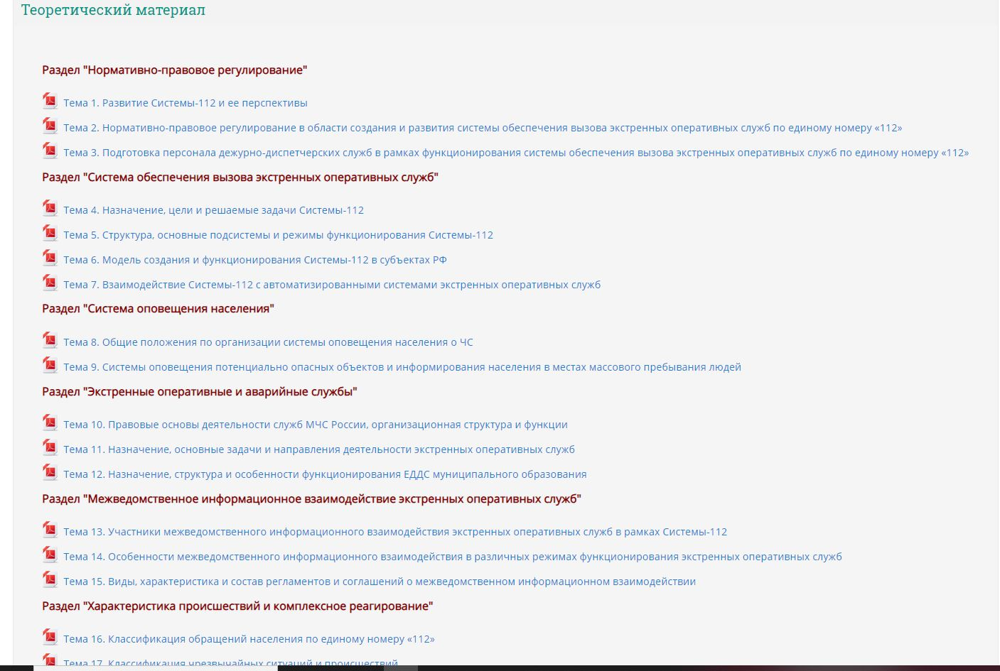 Теоретический материал
Раздел "Нормативно-правовое регулирование"
Тема 1. Развитие Системы-112 и ее перспективы
Тема 2. Нормативно-правовое регулирование в области создания и развития системы обеспечения вызова экстренных оперативных служб по единому номеру «112»
Тема 3. Подготовка персонала дежурно-диспетчерских служб в рамках функционирования системы обеспечения вызова экстренных оперативных служб по единому номеру «112»
Раздел "Система обеспечения вызова экстренных оперативных служб"
Тема 4. Назначение, цели и решаемые задачи Системы-112
Тема 5. Структура, основные подсистемы и режимы функционирования Системы-112
Тема 6. Модель создания и функционирования Системы-112 в субъектах РФ
Тема 7. Взаимодействие Системы-112 с автоматизированными системами экстренных оперативных служб
Раздел "Система оповещения населения"
Тема 8. Общие положения по организации системы оповещения населения о ЧС
Тема 9. Системы оповещения потенциально опасных объектов и информирования населения в местах массового пребывания людей
Раздел "Экстренные оперативные и аварийные службы"
Тема 10. Правовые основы деятельности служб МЧС России, организационная структура и функции
Тема 11. Назначение, основные задачи и направления деятельности экстренных оперативных служб
Тема 12. Назначение, структура и особенности функционирования ЕДДС муниципального образования
Раздел "Межведомственное информационное взаимодействие экстренных оперативных служб"
Тема 13. Участники межведомственного информационного взаимодействия экстренных оперативных служб в рамках Системы-112
Тема 14. Особенности межведомственного информационного взаимодействия в различных режимах функционирования экстренных оперативных служб
Тема 15. Виды, характеристика и состав регламентов и соглашений о межведомственном информационном взаимодействии
Раздел "Характеристика происшествий и комплексное реагирование"
Тема 16. Классификация обращений населения по единому номеру «112»
Тема 17. Классификация чрезвычайных ситуаций и происшествий